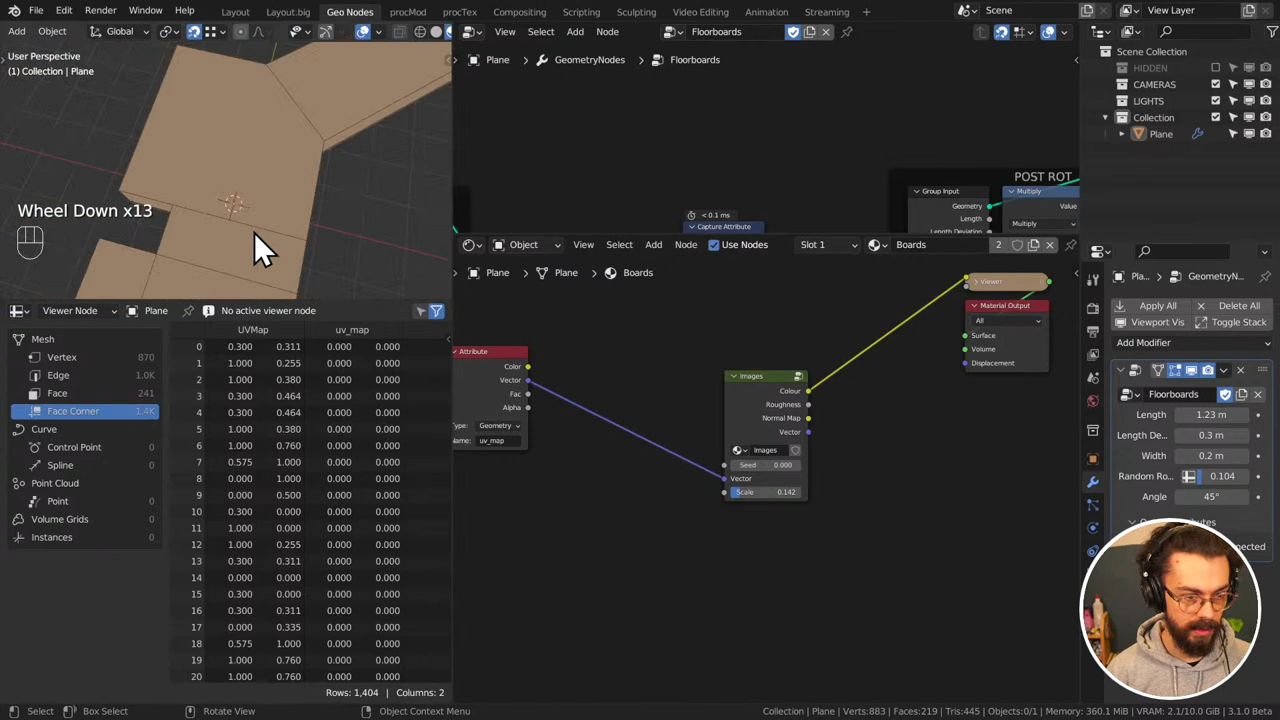 File Edit Render Window Help Layout Layout.big Geo Nodes procMod procTex Compositing Scripting Sculpting Video Editing Animation Streaming + Scene View Layer
Add Object Global View Select Add Node Floorboards
User Perspective
(1) Collection | Plane
Plane GeometryNodes Floorboards
Wheel Down x13
Scene Collection
HIDDEN
CAMERAS
LIGHTS
Collection
Plane
POST ROT
Group Input
Geometry
Length
Multiply
Value
Multiply
< 0.1 ms
Capture Attribute
Object View Select Add Node Use Nodes Slot 1 Boards 2
Plane Plane Boards
Viewer
Material Output
All
Surface
Volume
Displacement
Attribute
Color
Vector
Fac
Alpha
Type: Geometry
uv_map
Images
Colour
Roughness
Normal Map
Vector
Images
Seed 0.000
Vector
Scale 0.142
Viewer Node Plane No active viewer node
Mesh
Vertex 870
Edge 1.0K
Face 241
Face Corner 1.4K
Curve
Control Point 0
Spline 0
Point Cloud
Point 0
Volume Grids 0
Instances 0
UVMap uv_map
0 0.300 0.311 0.000 0.000
1 1.000 0.255 0.000 0.000
2 1.000 0.380 0.000 0.000
3 0.300 0.464 0.000 0.000
4 0.300 0.464 0.000 0.000
5 1.000 0.380 0.000 0.000
6 1.000 0.760 0.000 0.000
7 0.575 1.000 0.000 0.000
8 0.000 1.000 0.000 0.000
9 0.000 0.500 0.000 0.000
10 0.300 0.000 0.000 0.000
11 1.000 0.000 0.000 0.000
12 1.000 0.255 0.000 0.000
13 0.300 0.311 0.000 0.000
14 0.000 0.000 0.000 0.000
15 0.300 0.000 0.000 0.000
16 0.300 0.311 0.000 0.000
17 0.000 0.335 0.000 0.000
18 0.575 1.000 0.000 0.000
19 1.000 0.760 0.000 0.000
20 1.000 0.760 0.000 0.000
Rows: 1,404 | Columns: 2
Pla... GeometryN...
Apply All Delete All
Viewport Vis Toggle Stack
Add Modifier
Floorboards
Length 1.23 m
Length De... 0.3 m
Width 0.2 m
Random Ro... 0.104
Angle 45°
Select Box Select Rotate View Object Context Menu
Collection | Plane | Verts:883 | Faces:219 | Tris:445 | Objects:0/1 | Memory: 360.1 MiB | VRAM: 2.1/10.0 GiB | 3.1.0 Beta